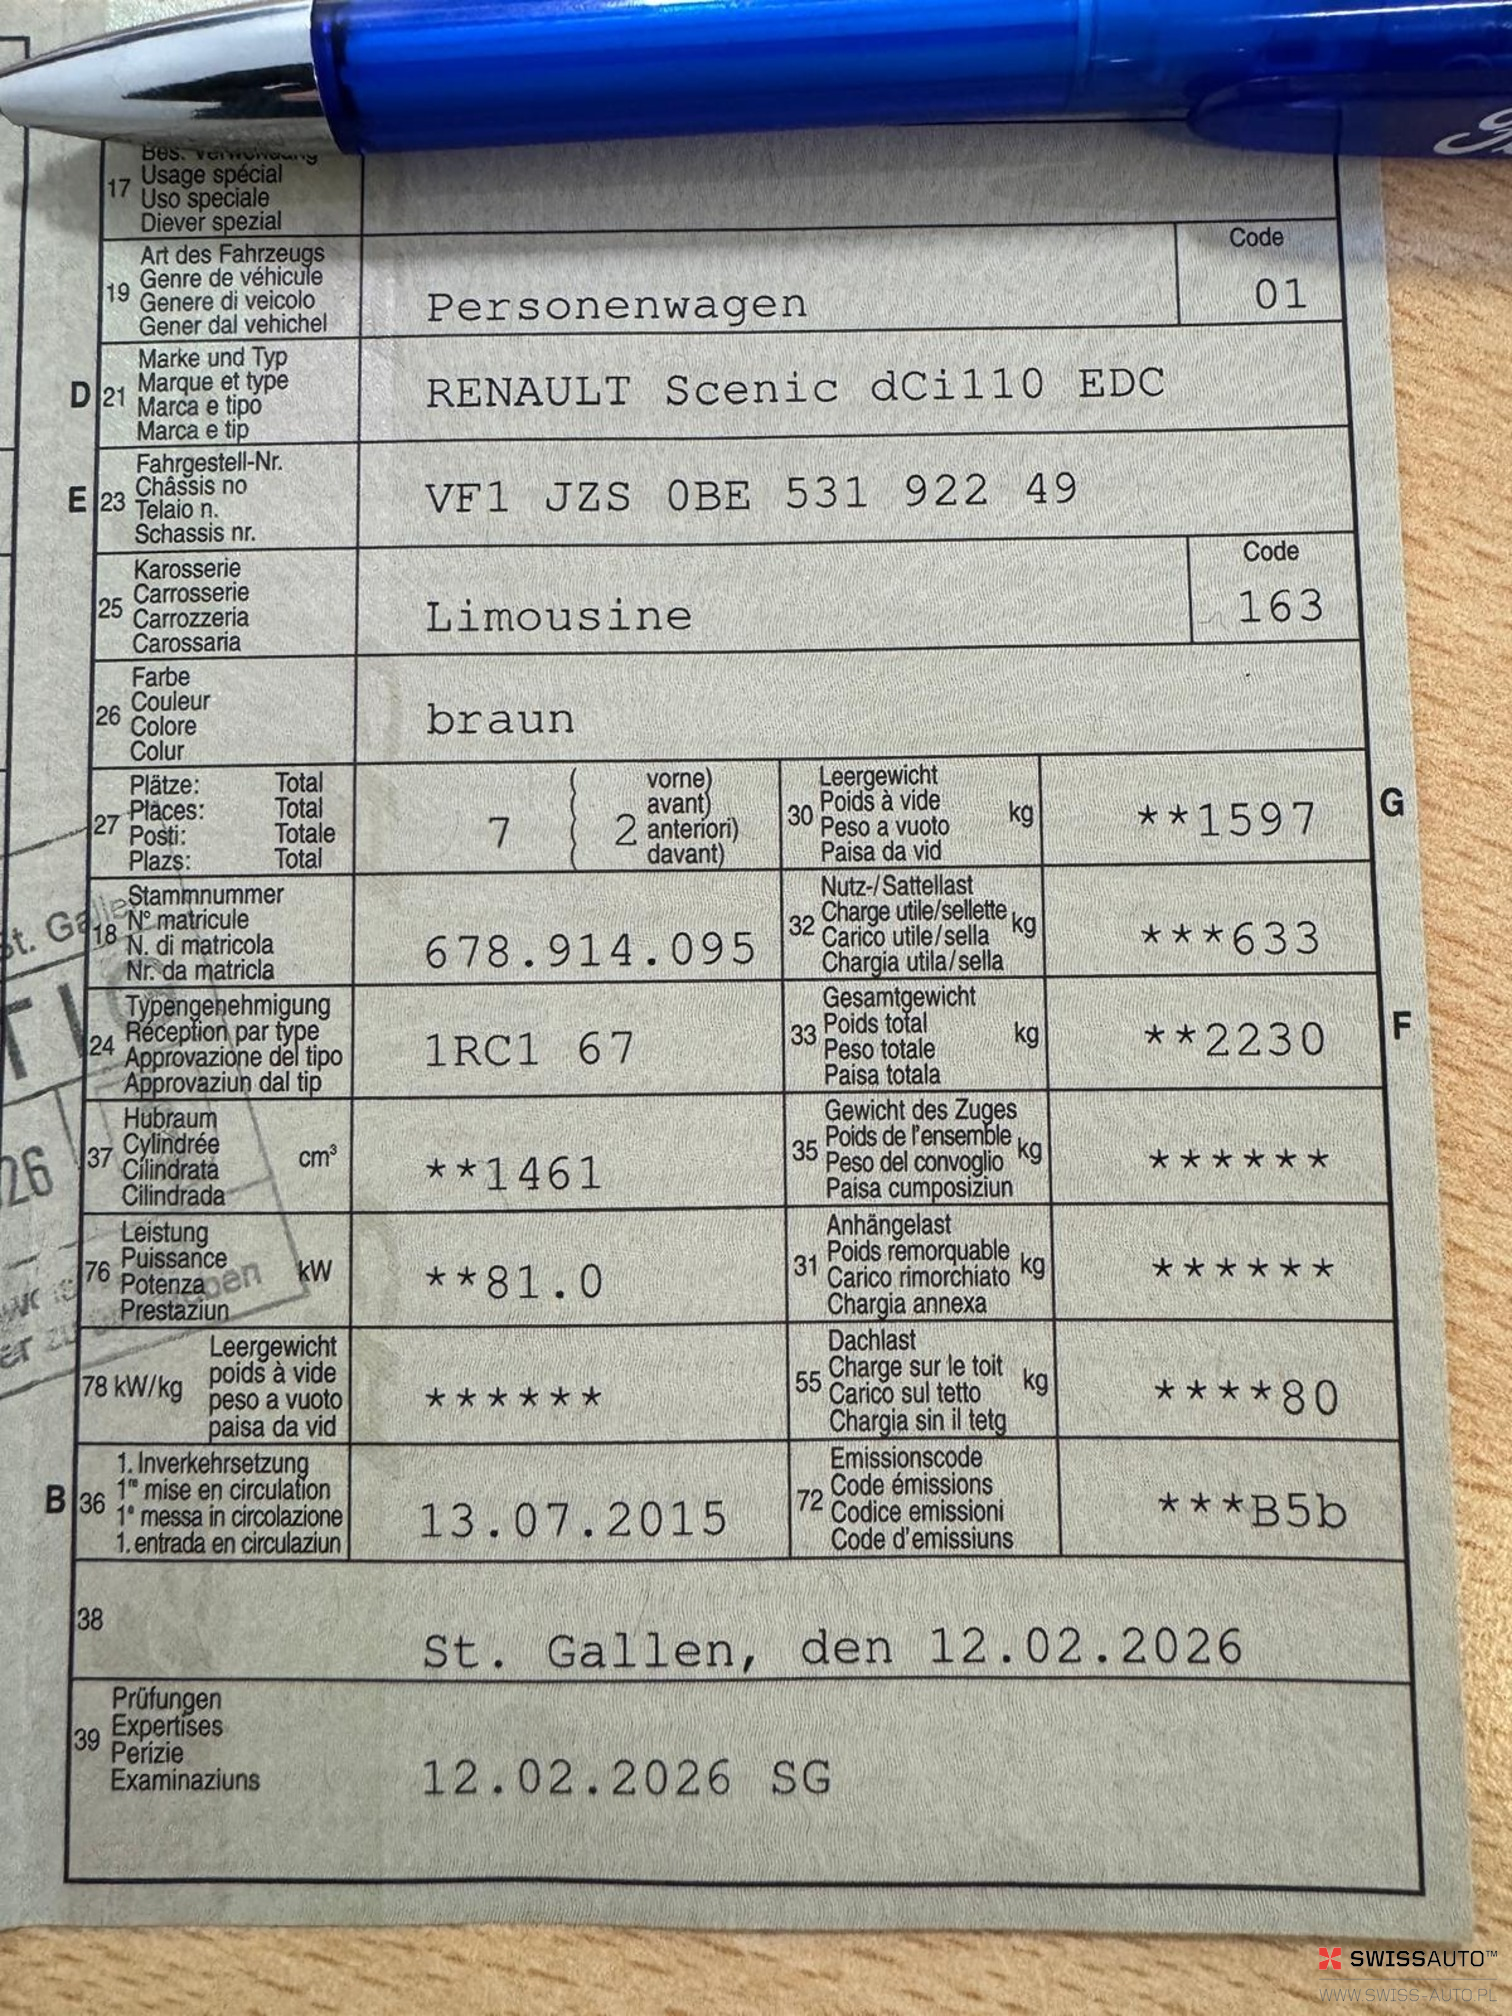 Bes. Verwendung
17 Usage spécial
Uso speciale
Diever spezial
Art des Fahrzeugs
19 Genre de véhicule
Genere di veicolo
Gener dal vehichel
Personenwagen
Code
01
D 21 Marke und Typ
Marque et type
Marca e tipo
Marca e tip
RENAULT Scenic dCi110 EDC
E 23 Fahrgestell-Nr.
Châssis no
Telaio n.
Schassis nr.
VF1 JZS 0BE 531 922 49
25 Karosserie
Carrosserie
Carrozzeria
Carossaria
Limousine
Code
163
26 Farbe
Couleur
Colore
Colur
braun
27 Plätze: Total
Places: Total
Posti: Totale
Plazs: Total
7 ( 2 vorne)
avant)
anteriori)
davant)
30 Leergewicht
Poids à vide
Peso a vuoto
Paisa da vid
kg
**1597
G
18 Stammnummer
N° matricule
N. di matricola
Nr. da matricla
678.914.095
32 Nutz-/Sattellast
Charge utile/sellette
Carico utile/sella
Chargia utila/sella
kg
***633
24 Typengenehmigung
Réception par type
Approvazione del tipo
Approvaziun dal tip
1RC1 67
33 Gesamtgewicht
Poids total
Peso totale
Paisa totala
kg
**2230
F
37 Hubraum
Cylindrée
Cilindrata
Cilindrada
cm³
**1461
35 Gewicht des Zuges
Poids de l'ensemble
Peso del convoglio
Paisa cumposiziun
kg
******
76 Leistung
Puissance
Potenza
Prestaziun
kW
**81.0
31 Anhängelast
Poids remorquable
Carico rimorchiato
Chargia annexa
kg
******
78 kW/kg
Leergewicht
poids à vide
peso a vuoto
paisa da vid
******
55 Dachlast
Charge sur le toit
Carico sul tetto
Chargia sin il tetg
kg
****80
B 36 1. Inverkehrsetzung
1re mise en circulation
1a messa in circolazione
1. entrada en circulaziun
13.07.2015
72 Emissionscode
Code émissions
Codice emissioni
Code d'emissiuns
***B5b
38
St. Gallen, den 12.02.2026
39 Prüfungen
Expertises
Perizie
Examinaziuns
12.02.2026 SG
St. Galle
26
SWISSAUTO™
WWW.SWISS-AUTO.PL